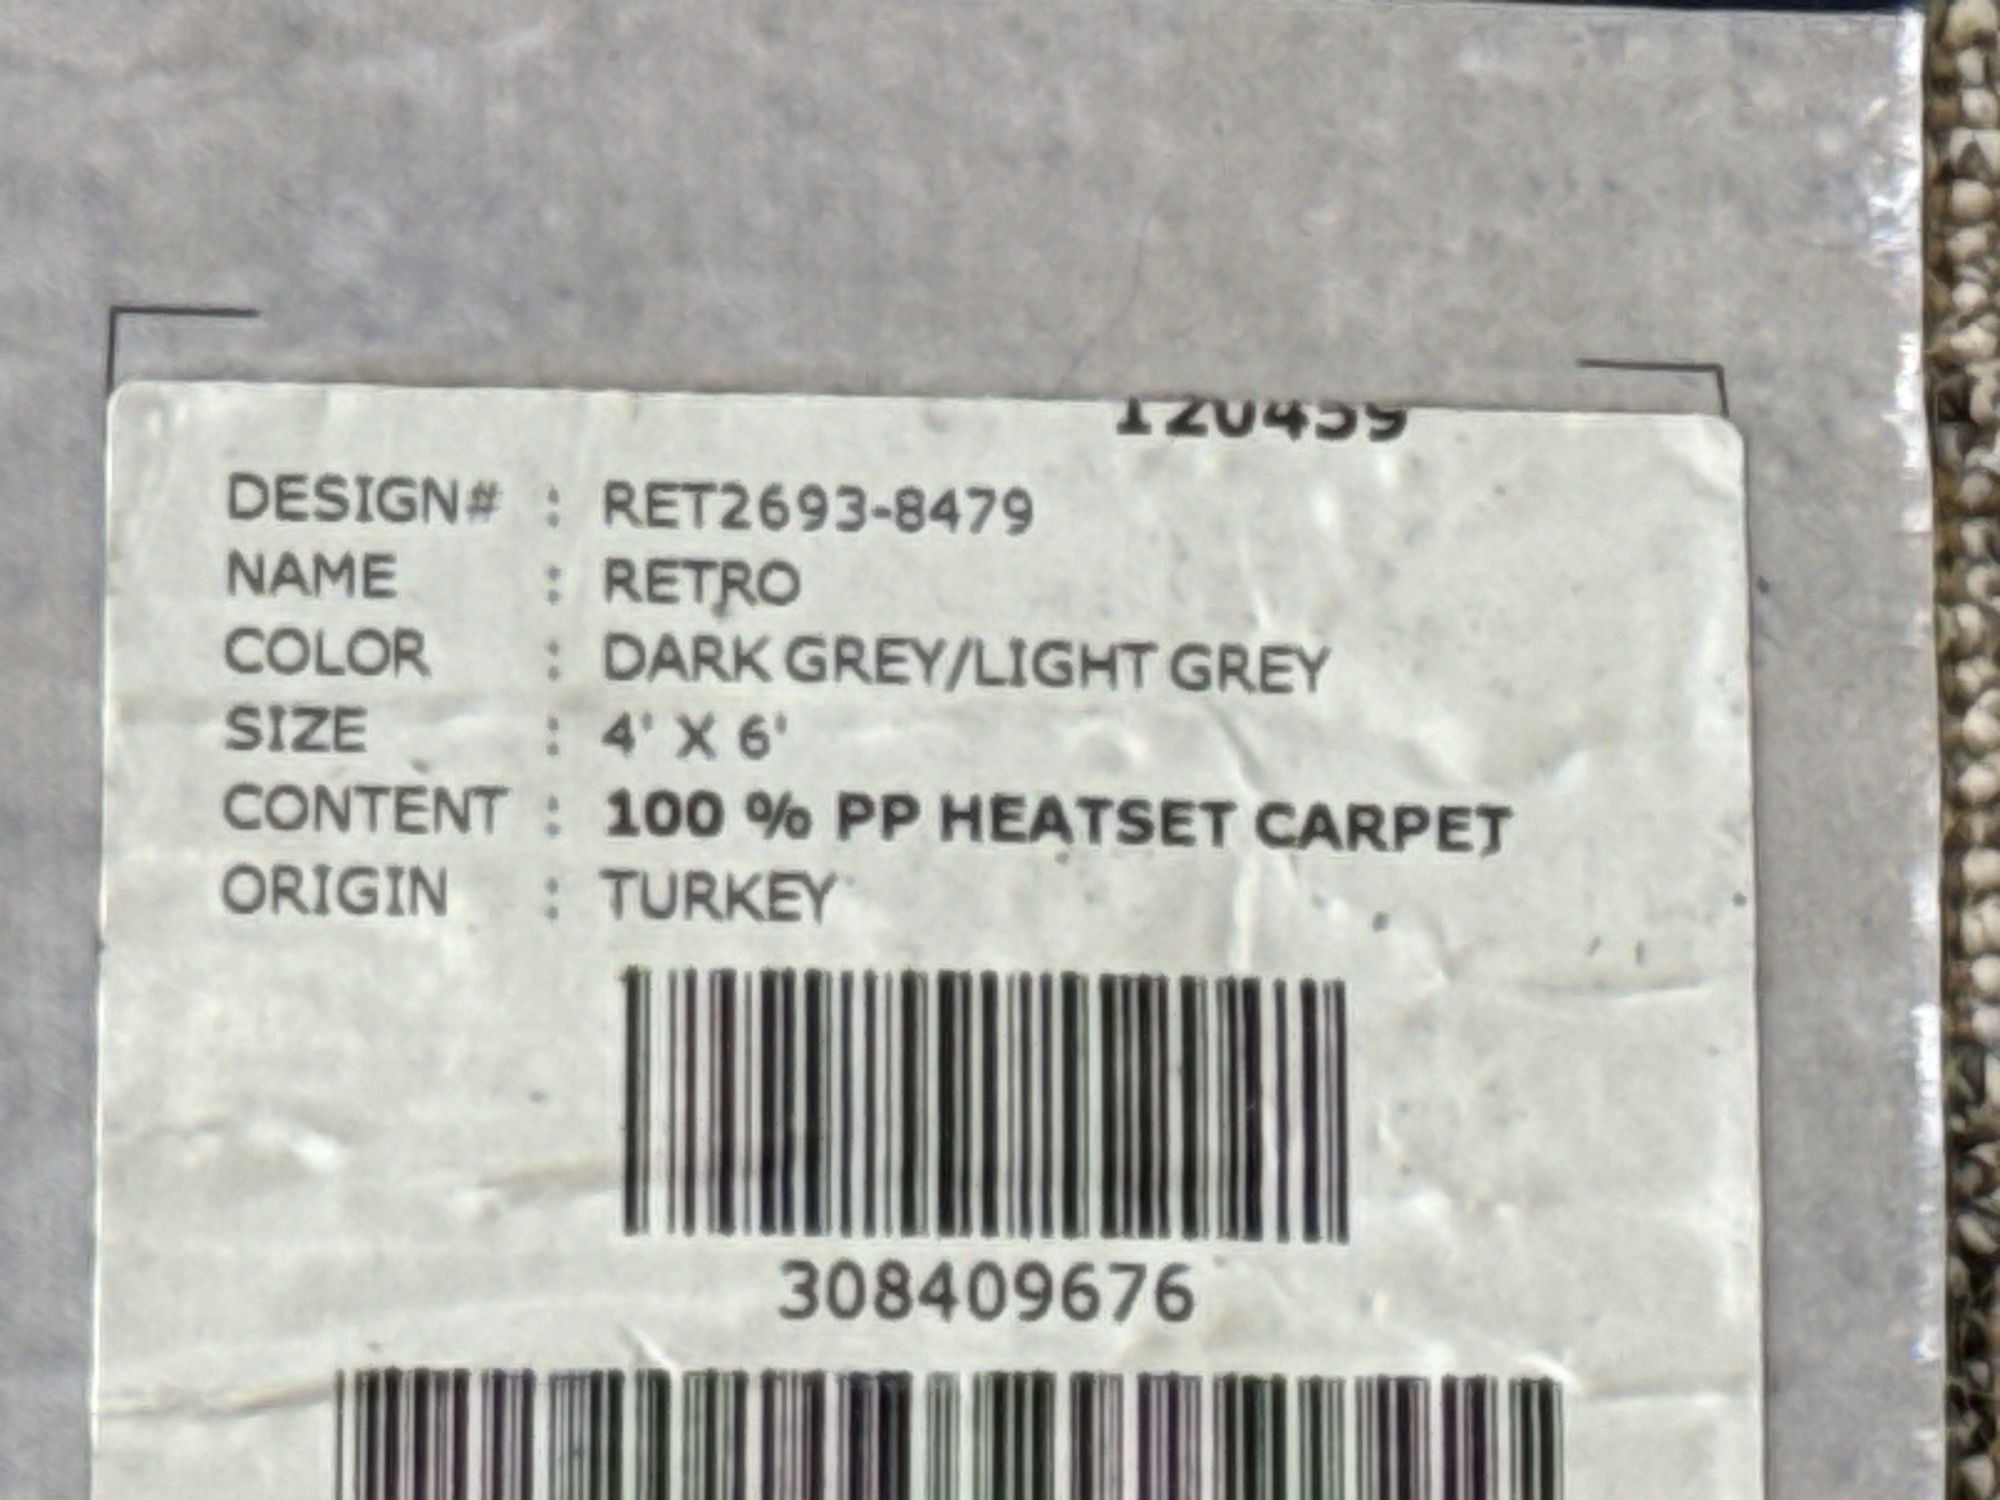 120459
DESIGN# : RET2693-8479
NAME : RETRO
COLOR : DARK GREY/LIGHT GREY
SIZE : 4' X 6'
CONTENT : 100 % PP HEATSET CARPET
ORIGIN : TURKEY
308409676